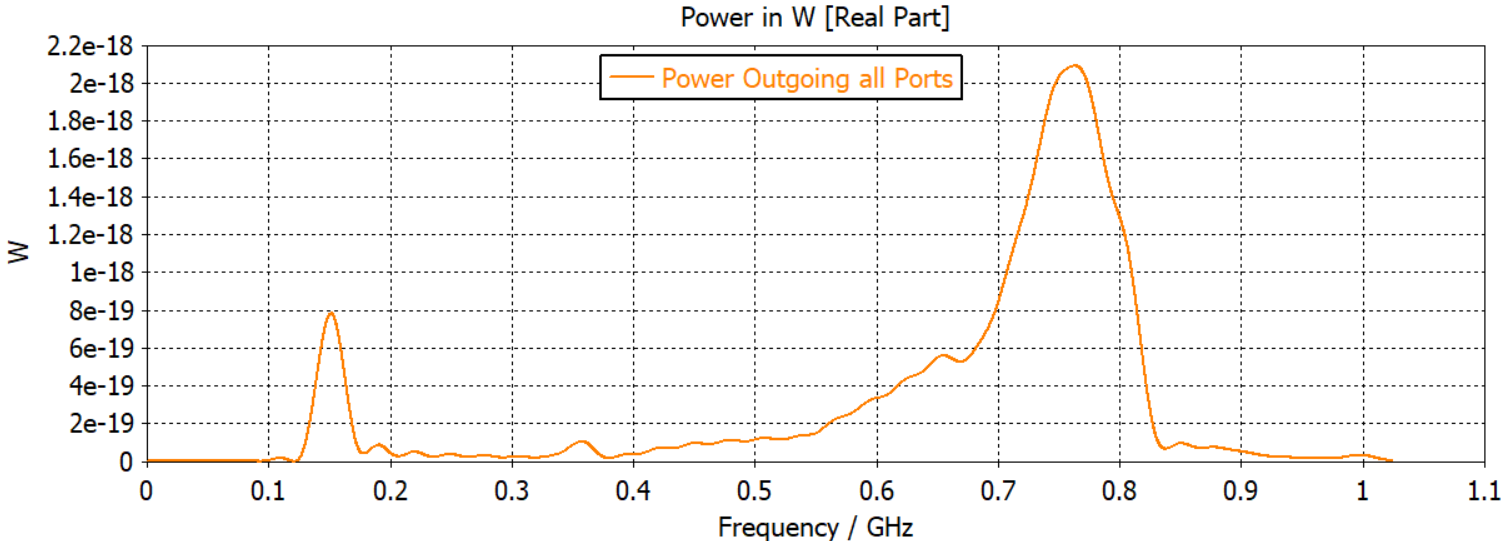 Power in W [Real Part]
2.2e-18
Power Outgoing all Ports
2e-18
1.8e-18
1.6e-18
1.4e-18
1.2e-18
W
1e-18
8e-19
6e-19
4e-19
2e-19
0
0 0.1 0.2 0.3 0.4 0.5 0.6 0.7 0.8 0.9 1 1.1
Frequency / GHz